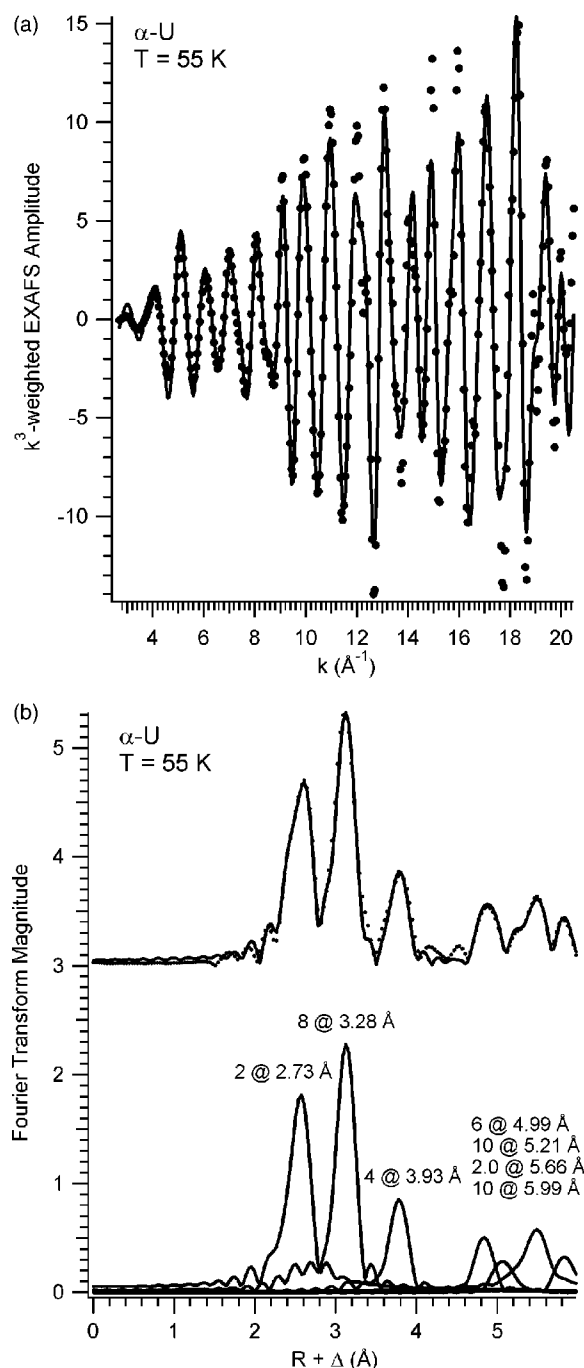 (a)
α-U
T = 55 K
15
10
5
0
-5
-10
k³-weighted EXAFS Amplitude
4 6 8 10 12 14 16 18 20
k (Å⁻¹)
(b)
α-U
T = 55 K
5
4
3
2
1
0
Fourier Transform Magnitude
8 @ 3.28 Å
2 @ 2.73 Å
4 @ 3.93 Å
6 @ 4.99 Å
10 @ 5.21 Å
2.0 @ 5.66 Å
10 @ 5.99 Å
0 1 2 3 4 5
R + Δ (Å)